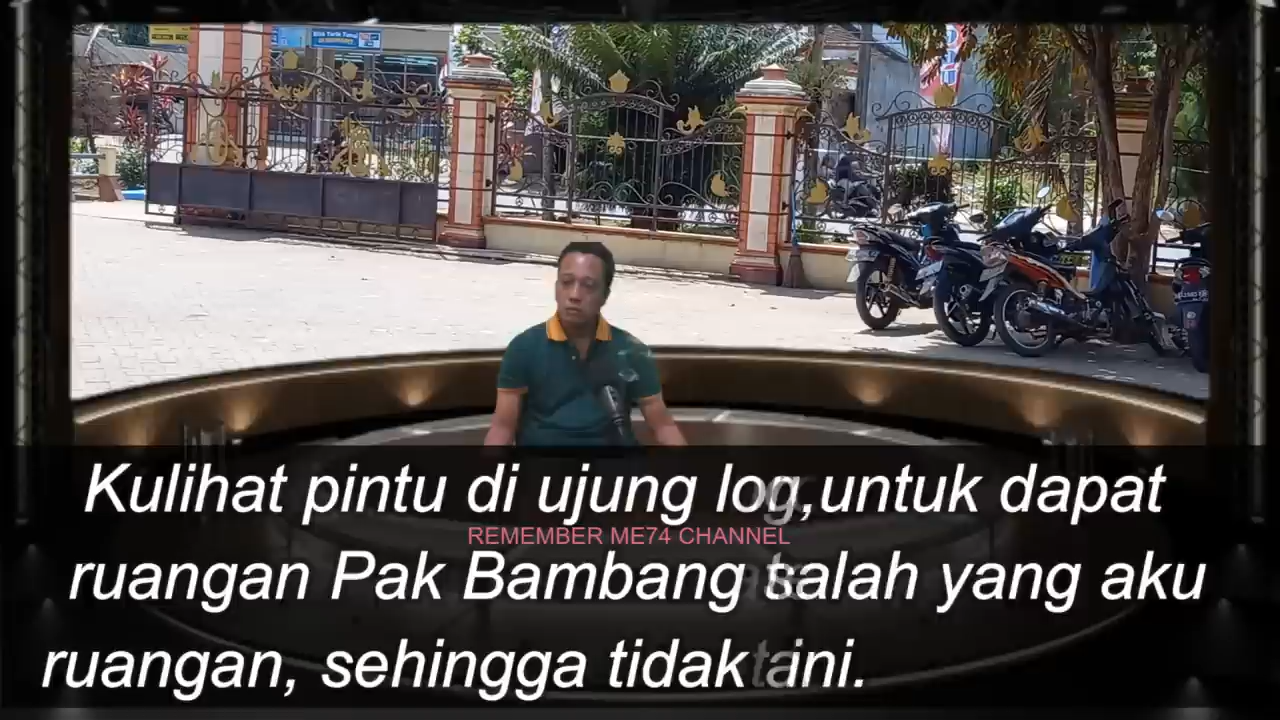 Kulihat pintu di ujung log,untuk dapat
REMEMBER ME74 CHANNEL
ruangan Pak Bambang salah yang aku
ruangan, sehingga tidak ini.